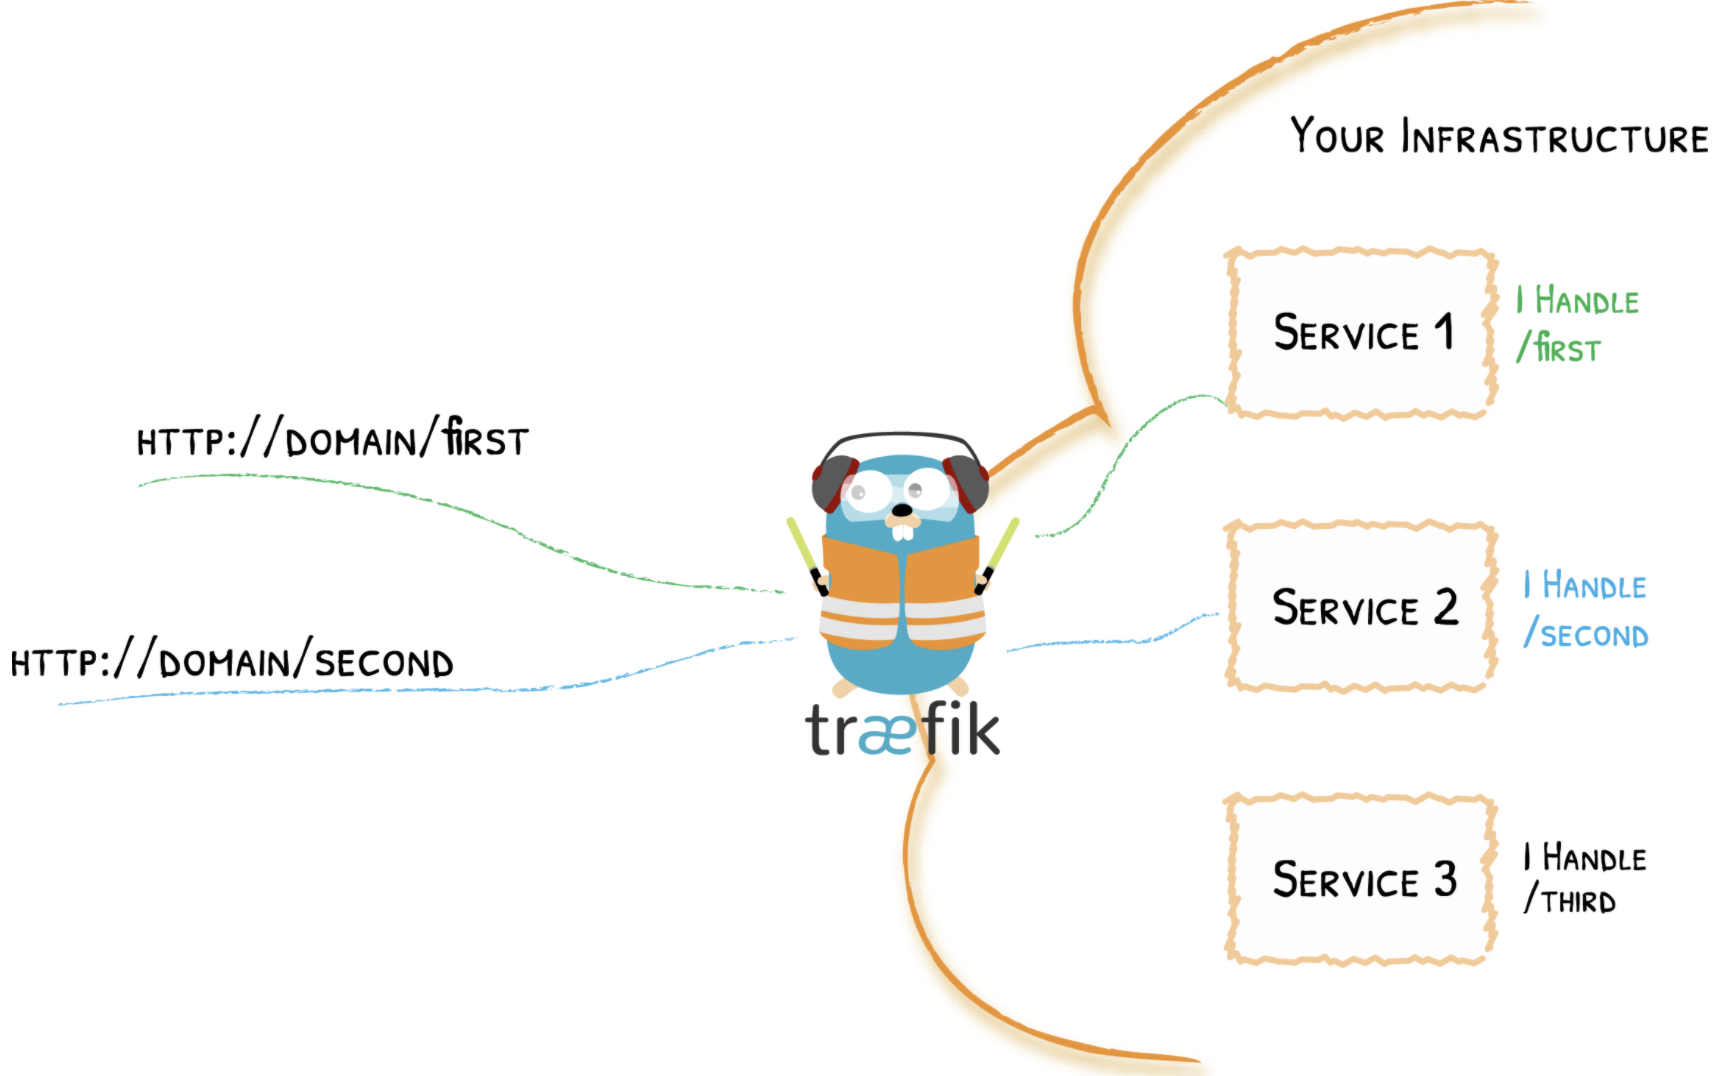 Your Infrastructure
Service 1
I Handle
/first
http://domain/first
Service 2
I Handle
/second
http://domain/second
træfik
Service 3
I Handle
/third